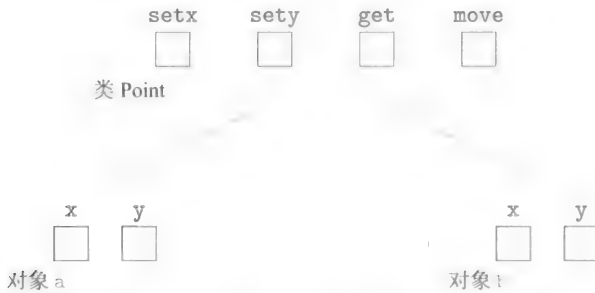 setx sety get move
类 Point
x y x y
对象 a 对象